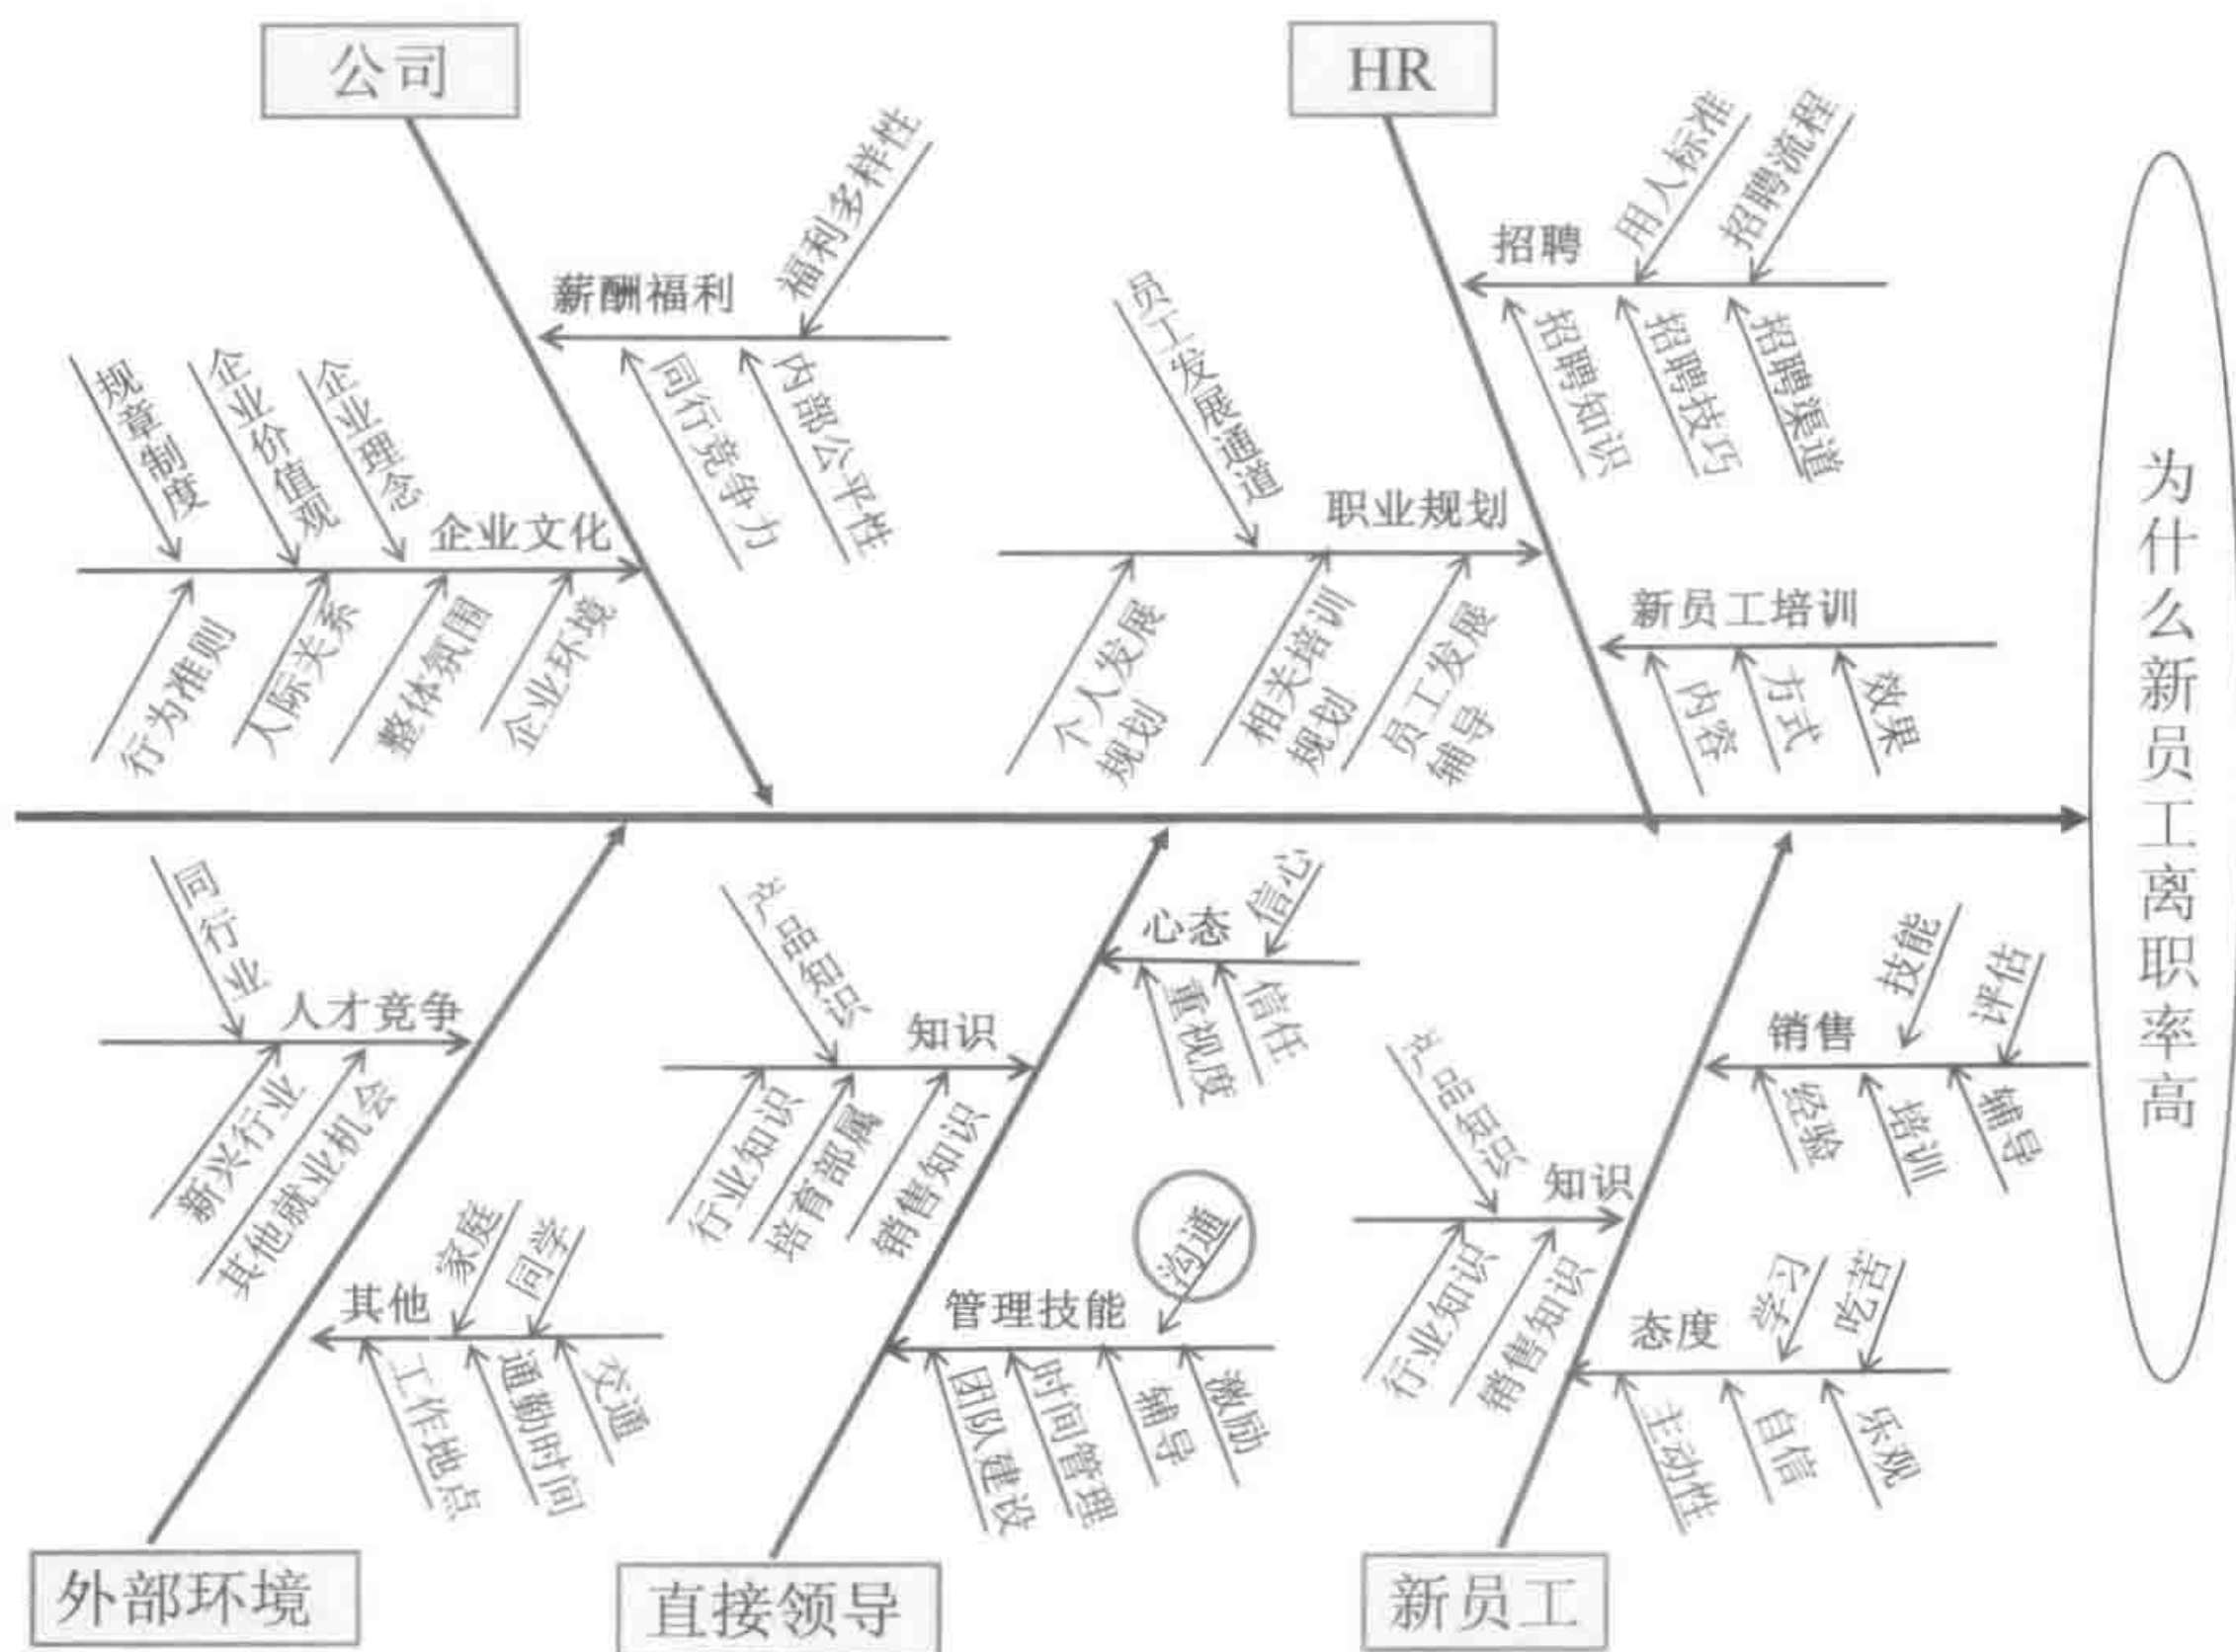 公司
HR
福利多样性
薪酬福利
同行竞争力
内部公平性
规章制度
企业价值观
企业理念
企业文化
行为准则
人际关系
整体氛围
企业环境
用人标准
招聘流程
招聘
招聘知识
招聘技巧
招聘渠道
员工发展通道
职业规划
个人发展
规划
相关培训
规划
员工发展
辅导
新员工培训
内容
方式
效果
为什么新员工离职率高
同行业
人才竞争
新兴行业
其他就业机会
家庭
同学
其他
工作地点
通勤时间
交通
产品知识
知识
行业知识
培育部属
销售知识
信心
心态
重视度
信任
沟通
管理技能
团队建设
时间管理
辅导
激励
技能
评估
销售
经验
培训
辅导
产品知识
知识
行业知识
销售知识
学习
吃苦
态度
主动性
自信
乐观
外部环境
直接领导
新员工